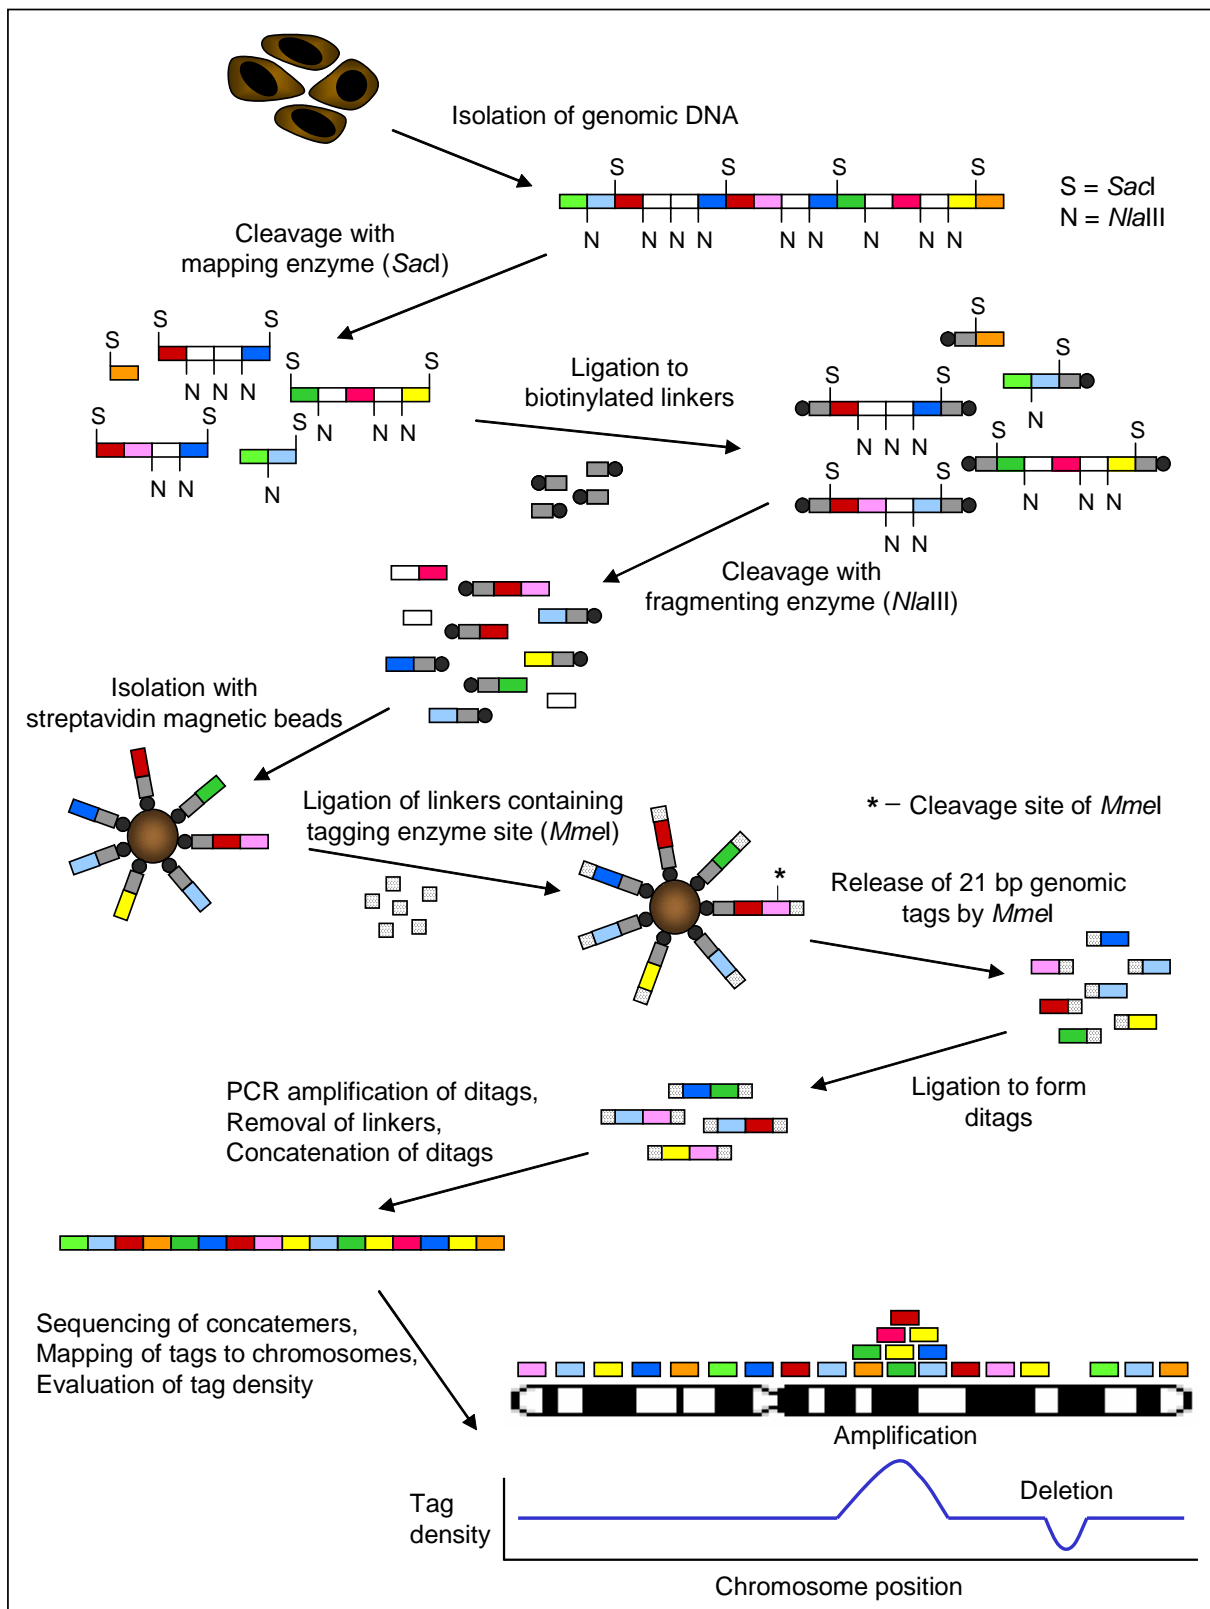 Isolation of genomic DNA
S S S S
S = SacI
N = NlaIII
N N N N N N N N N
Cleavage with
mapping enzyme (SacI)
S S S
S S S
N N N
N N N
S S S
N N
N
Ligation to
biotinylated linkers
S
S
S S
N
N N N
S S
N N N
S S
N N
Cleavage with
fragmenting enzyme (NlaIII)
Isolation with
streptavidin magnetic beads
Ligation of linkers containing
tagging enzyme site (MmeI)
* – Cleavage site of MmeI
*
Release of 21 bp genomic
tags by MmeI
Ligation to form
ditags
PCR amplification of ditags,
Removal of linkers,
Concatenation of ditags
Sequencing of concatemers,
Mapping of tags to chromosomes,
Evaluation of tag density
Amplification
Deletion
Tag
density
Chromosome position